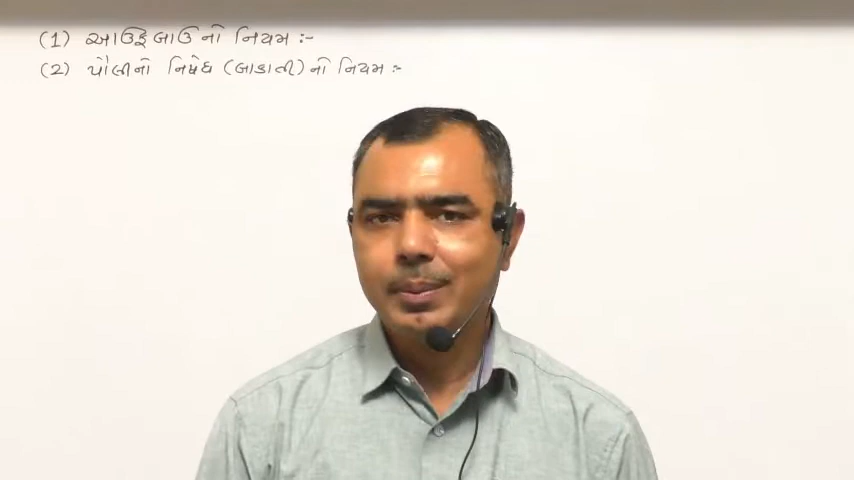 (1) આઉફબાઉનો નિયમ :-
(2) પૌલીનો નિષેધ (બાકાતી) નો નિયમ :-